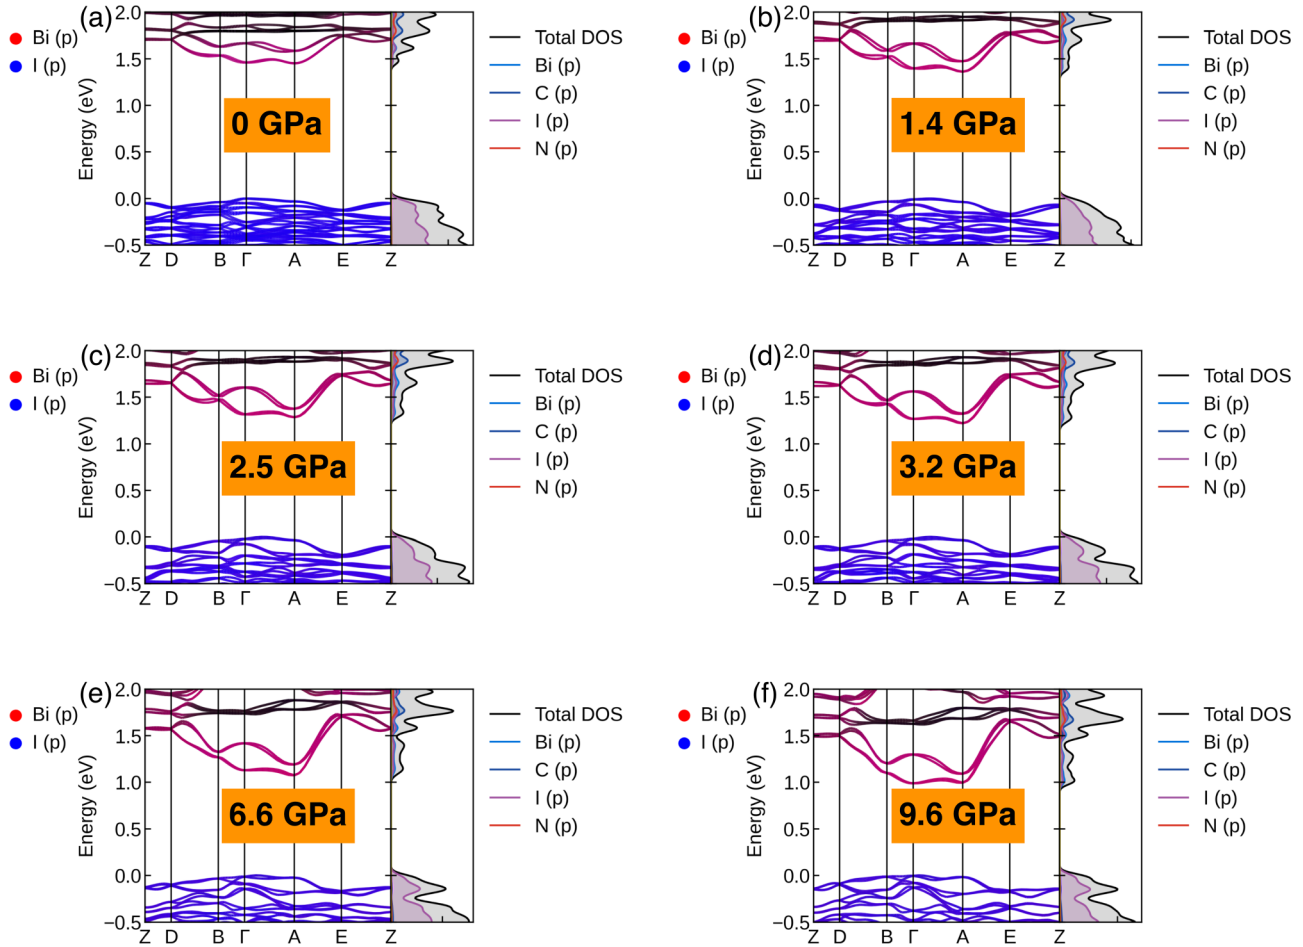 (a)
Bi (p)
I (p)
Energy (eV)
2.0
1.5
1.0
0.5
0.0
−0.5
0 GPa
Z D B Γ A E Z
Total DOS
Bi (p)
C (p)
I (p)
N (p)
(b)
Bi (p)
I (p)
Energy (eV)
2.0
1.5
1.0
0.5
0.0
−0.5
1.4 GPa
Z D B Γ A E Z
Total DOS
Bi (p)
C (p)
I (p)
N (p)
(c)
Bi (p)
I (p)
Energy (eV)
2.0
1.5
1.0
0.5
0.0
−0.5
2.5 GPa
Z D B Γ A E Z
Total DOS
Bi (p)
C (p)
I (p)
N (p)
(d)
Bi (p)
I (p)
Energy (eV)
2.0
1.5
1.0
0.5
0.0
−0.5
3.2 GPa
Z D B Γ A E Z
Total DOS
Bi (p)
C (p)
I (p)
N (p)
(e)
Bi (p)
I (p)
Energy (eV)
2.0
1.5
1.0
0.5
0.0
−0.5
6.6 GPa
Z D B Γ A E Z
Total DOS
Bi (p)
C (p)
I (p)
N (p)
(f)
Bi (p)
I (p)
Energy (eV)
2.0
1.5
1.0
0.5
0.0
−0.5
9.6 GPa
Z D B Γ A E Z
Total DOS
Bi (p)
C (p)
I (p)
N (p)